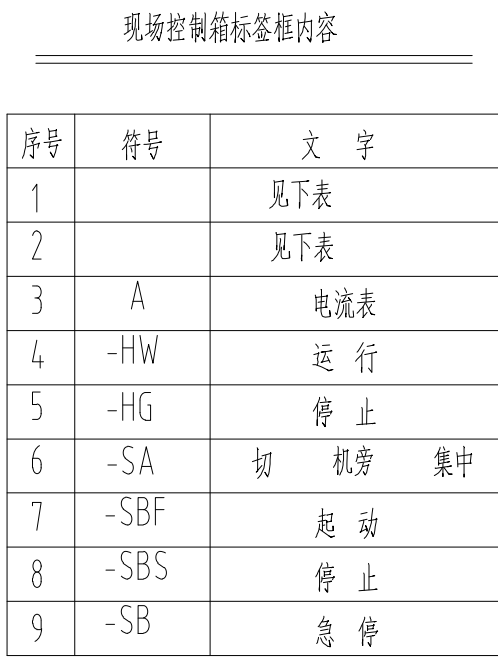 现场控制箱标签框内容
序号 符号 文 字
1 见下表
2 见下表
3 A 电流表
4 -HW 运 行
5 -HG 停 止
6 -SA 切 机旁 集中
7 -SBF 起 动
8 -SBS 停 止
9 -SB 急 停